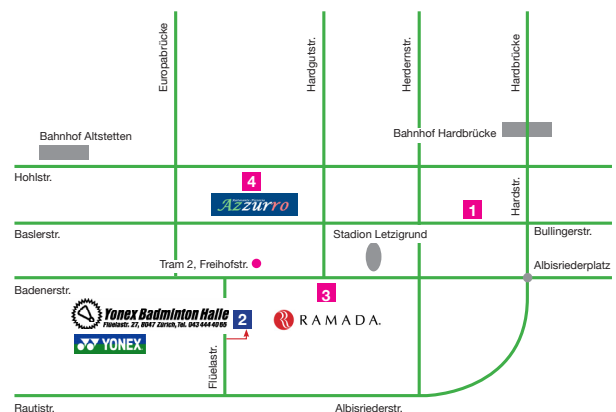 Europabrücke
Hardgutstr.
Herdernstr.
Hardbrücke
Bahnhof Altstetten
Bahnhof Hardbrücke
Hohlstr.
4
Azzurro
1
Hardstr.
Baslerstr.
Stadion Letzigrund
Bullingerstr.
Tram 2, Freihofstr.
Albisriederplatz
Badenerstr.
3
Yonex Badminton Halle
Flüelastr. 27, 8047 Zürich, Tel. 043 444 40 66
2
RAMADA.
YONEX
Flüelastr.
Rautistr.
Albisriederstr.